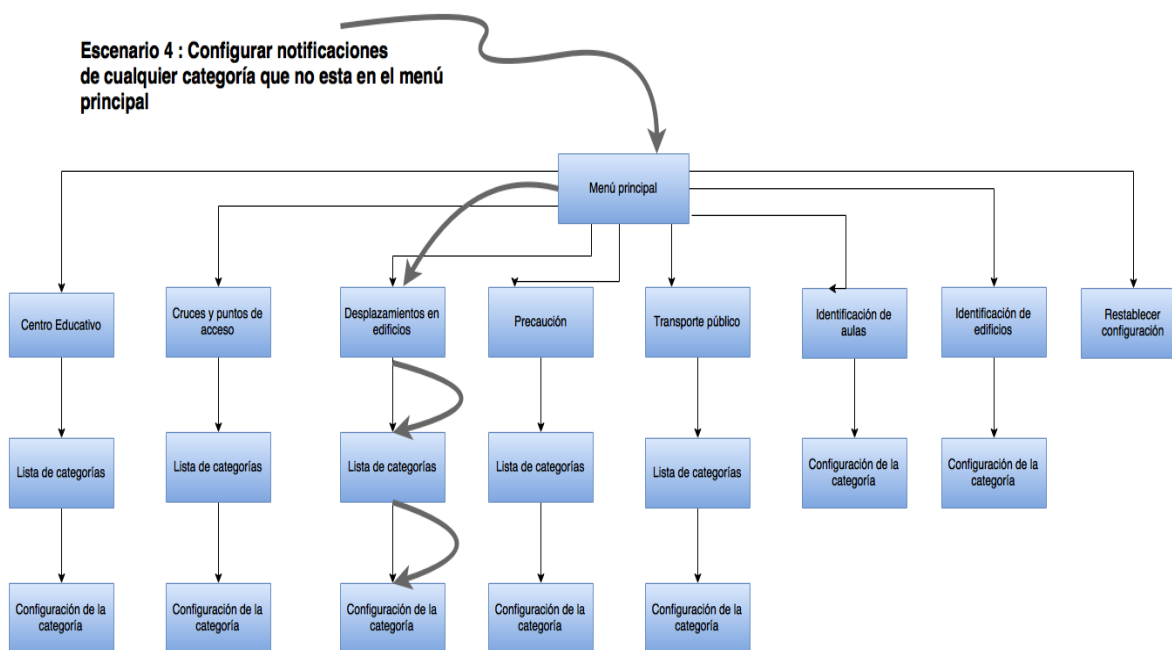 Escenario 4 : Configurar notificaciones
de cualquier categoría que no esta en el menú
principal
Menú principal
Centro Educativo
Cruces y puntos de
acceso
Desplazamientos en
edificios
Precaución
Transporte público
Identificación de
aulas
Identificación de
edificios
Restablecer
configuración
Lista de categorías
Lista de categorías
Lista de categorías
Lista de categorías
Lista de categorías
Configuración de la
categoría
Configuración de la
categoría
Configuración de la
categoría
Configuración de la
categoría
Configuración de la
categoría
Configuración de la
categoría
Configuración de la
categoría